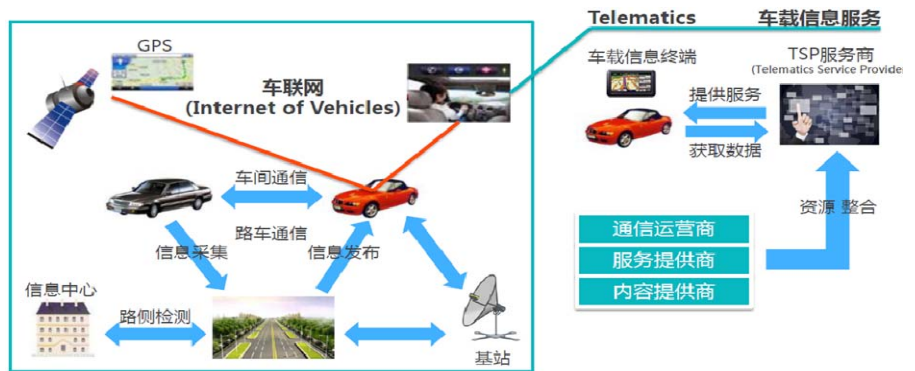 GPS
车联网
(Internet of Vehicles)
车间通信
路车通信
信息采集
信息发布
信息中心
路侧检测
基站
Telematics
车载信息服务
车载信息终端
TSP服务商
(Telematics Service Provide
提供服务
获取数据
资源 整合
通信运营商
服务提供商
内容提供商